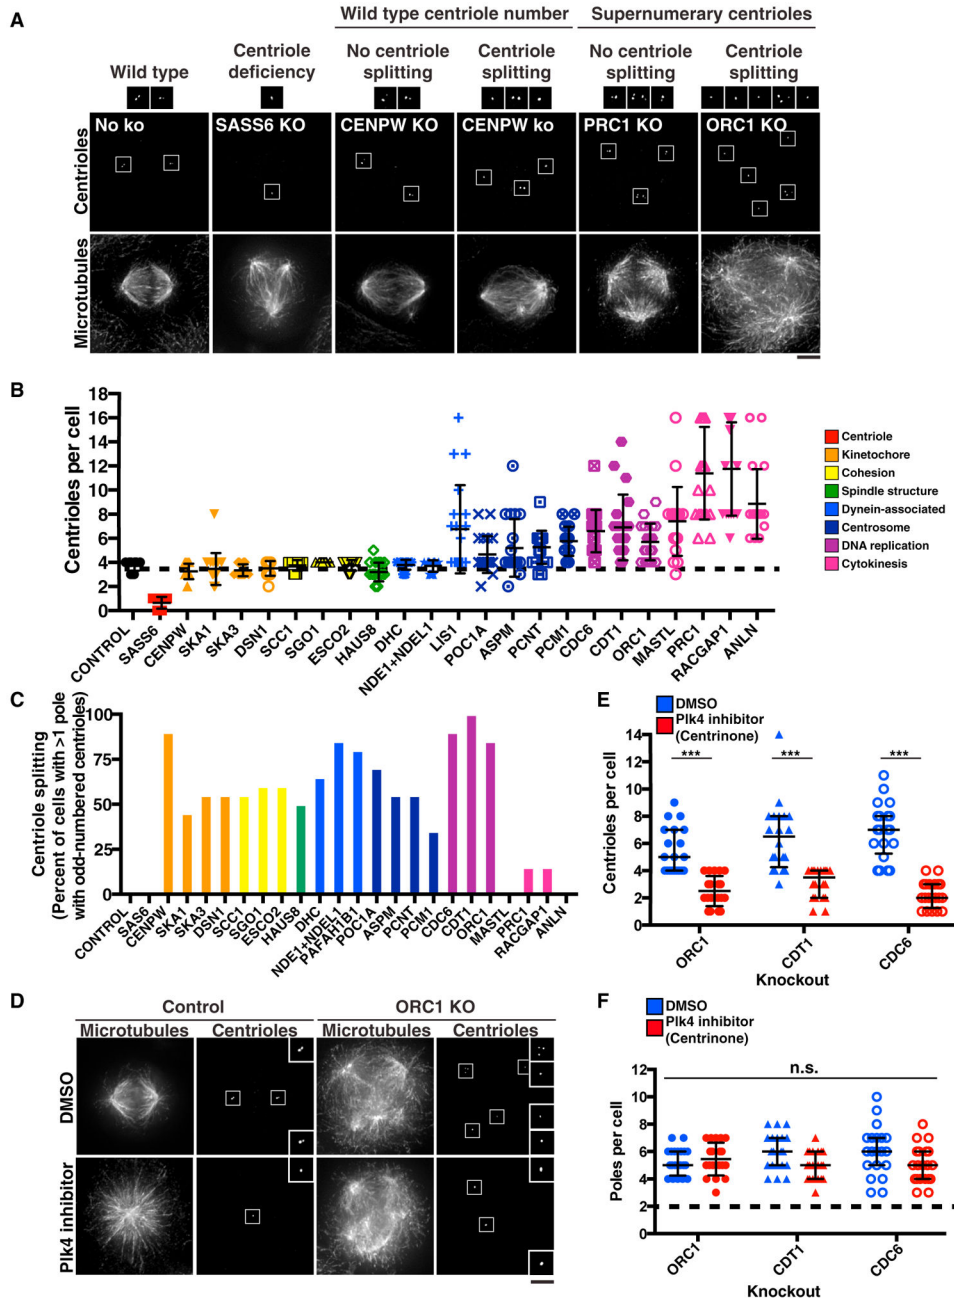 A
Wild type centriole number
Supernumerary centrioles
Wild type
Centriole
deficiency
No centriole
splitting
Centriole
splitting
No centriole
splitting
Centriole
splitting
Centrioles
No ko
SASS6 KO
CENPW KO
CENPW ko
PRC1 KO
ORC1 KO
Microtubules
B
Centrioles per cell
18
16
14
12
10
8
6
4
2
0
CONTROL
SASS6
CENPW
SKA1
SKA3
DSN1
SCC1
SGO1
ESCO2
HAUS8
DHC
NDE1+NDEL1
LIS1
POC1A
ASPM
PCNT
PCM1
CDC6
CDT1
ORC1
MASTL
PRC1
RACGAP1
ANLN
Centriole
Kinetochore
Cohesion
Spindle structure
Dynein-associated
Centrosome
DNA replication
Cytokinesis
C
Centriole splitting
(Percent of cells with >1 pole
with odd-numbered centrioles)
100
75
50
25
0
CONTROL
SASS6
CENPW
SKA1
SKA3
DSN1
SCC1
SGO1
ESCO2
HAUS8
DHC
NDE1+NDEL1
PAFAH1B1
POC1A
ASPM
PCNT
PCM1
CDC6
CDT1
ORC1
MASTL
PRC1
RACGAP1
ANLN
E
DMSO
Plk4 inhibitor
(Centrinone)
Centrioles per cell
14
12
10
8
6
4
2
0
***
***
***
ORC1
CDT1
CDC6
Knockout
D
Control
ORC1 KO
Microtubules
Centrioles
Microtubules
Centrioles
DMSO
Plk4 inhibitor
F
DMSO
Plk4 inhibitor
(Centrinone)
n.s.
Poles per cell
12
10
8
6
4
2
0
ORC1
CDT1
CDC6
Knockout